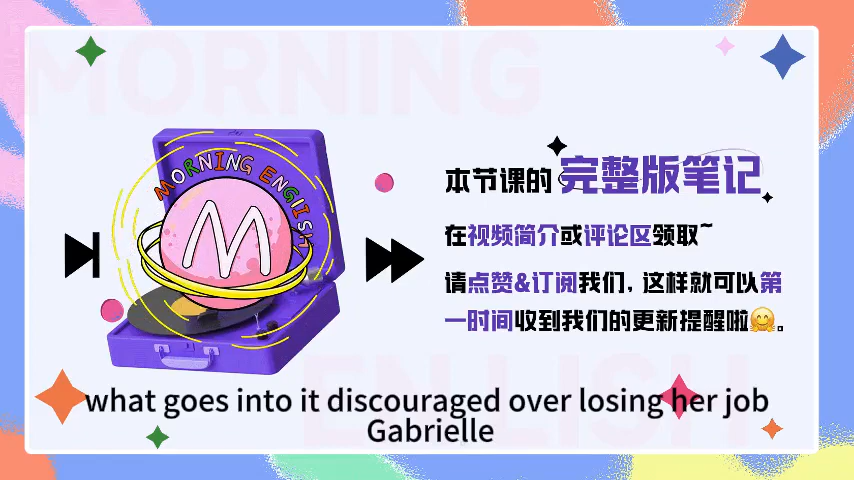 MORNING
MORNING ENGLISH
M
本节课的 完整版笔记
在视频简介或评论区领取~
请点赞&订阅我们, 这样就可以第
一时间收到我们的更新提醒啦🤗。
ENGLISH
what goes into it discouraged over losing her job
Gabrielle